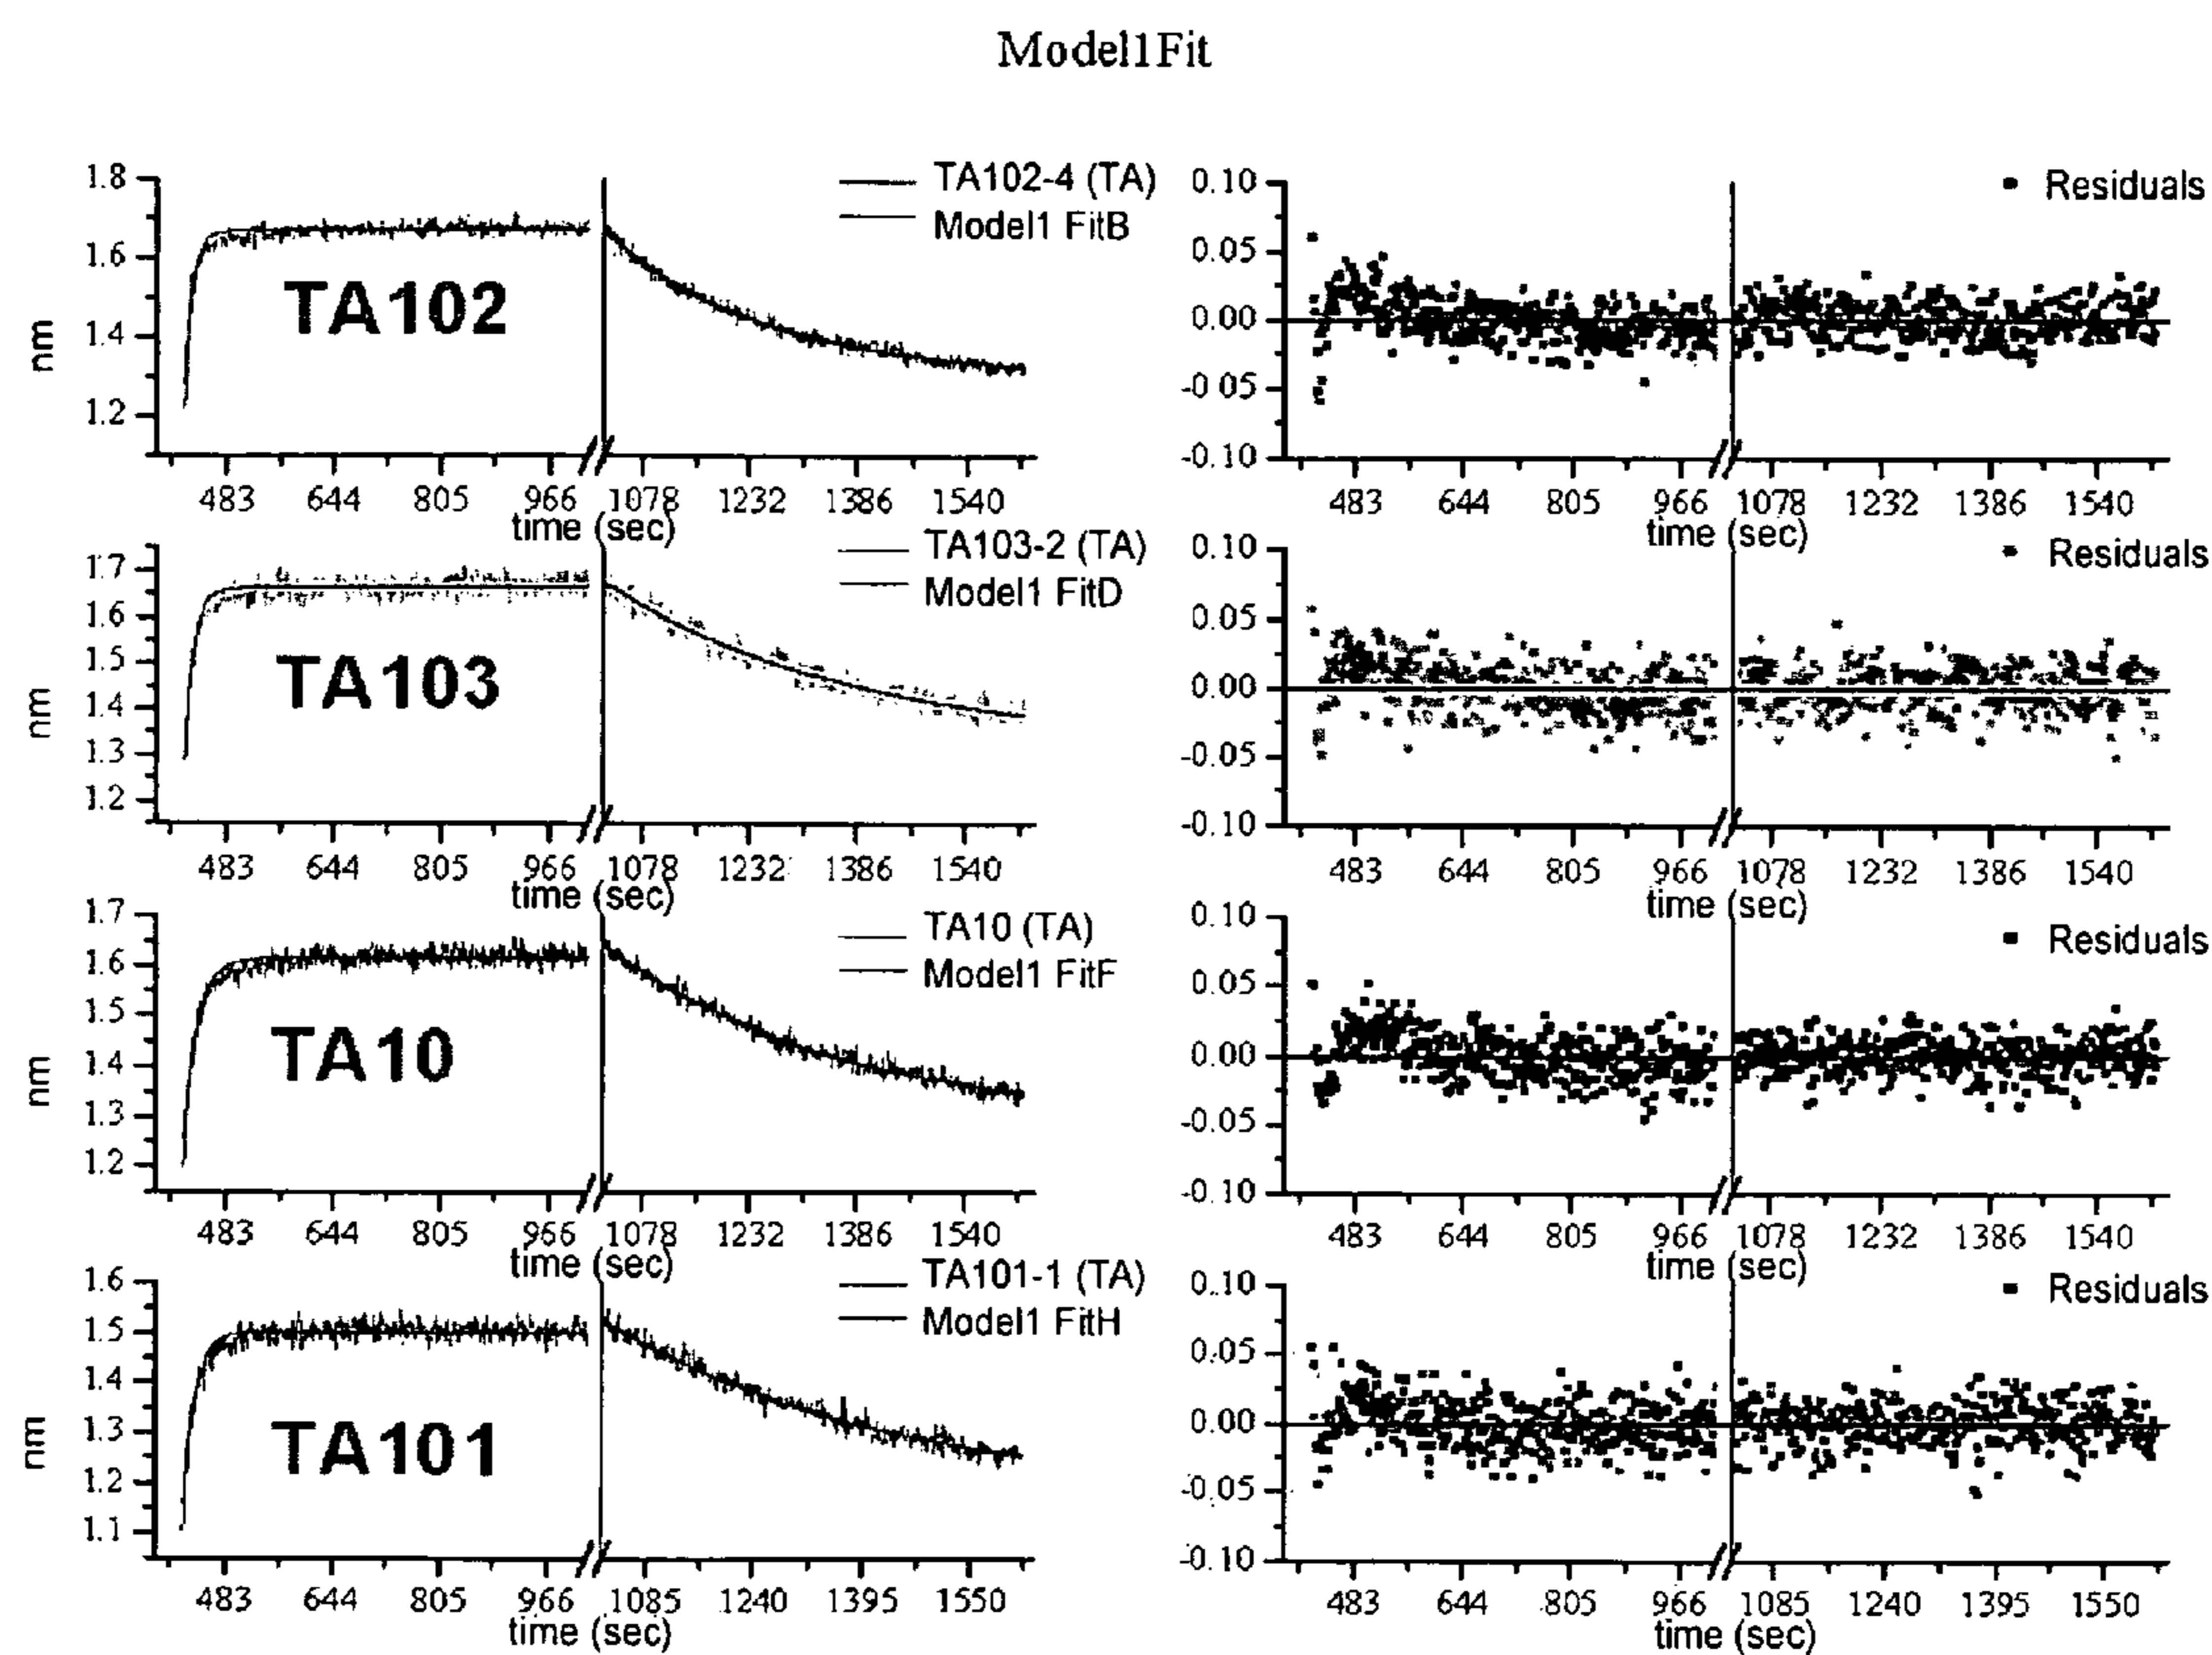 Model1Fit
1.8
1.6
1.4
1.2
nm
TA102
TA102-4 (TA)
Model1 FitB
483 644 805 966 1078 1232 1386 1540
time (sec)
0.10
0.05
0.00
-0.05
-0.10
Residuals
483 644 805 966 1078 1232 1386 1540
time (sec)
1.7
1.6
1.5
1.4
1.3
1.2
nm
TA103
TA103-2 (TA)
Model1 FitD
483 644 805 966 1078 1232 1386 1540
time (sec)
0.10
0.05
0.00
-0.05
-0.10
Residuals
483 644 805 966 1078 1232 1386 1540
time (sec)
1.7
1.6
1.5
1.4
1.3
1.2
nm
TA10
TA10 (TA)
Model1 FitF
483 644 805 966 1078 1232 1386 1540
time (sec)
0.10
0.05
0.00
-0.05
-0.10
Residuals
483 644 805 966 1078 1232 1386 1540
time (sec)
1.6
1.5
1.4
1.3
1.2
1.1
nm
TA101
TA101-1 (TA)
Model1 FitH
483 644 805 966 1085 1240 1395 1550
time (sec)
0.10
0.05
0.00
-0.05
-0.10
Residuals
483 644 805 966 1085 1240 1395 1550
time (sec)